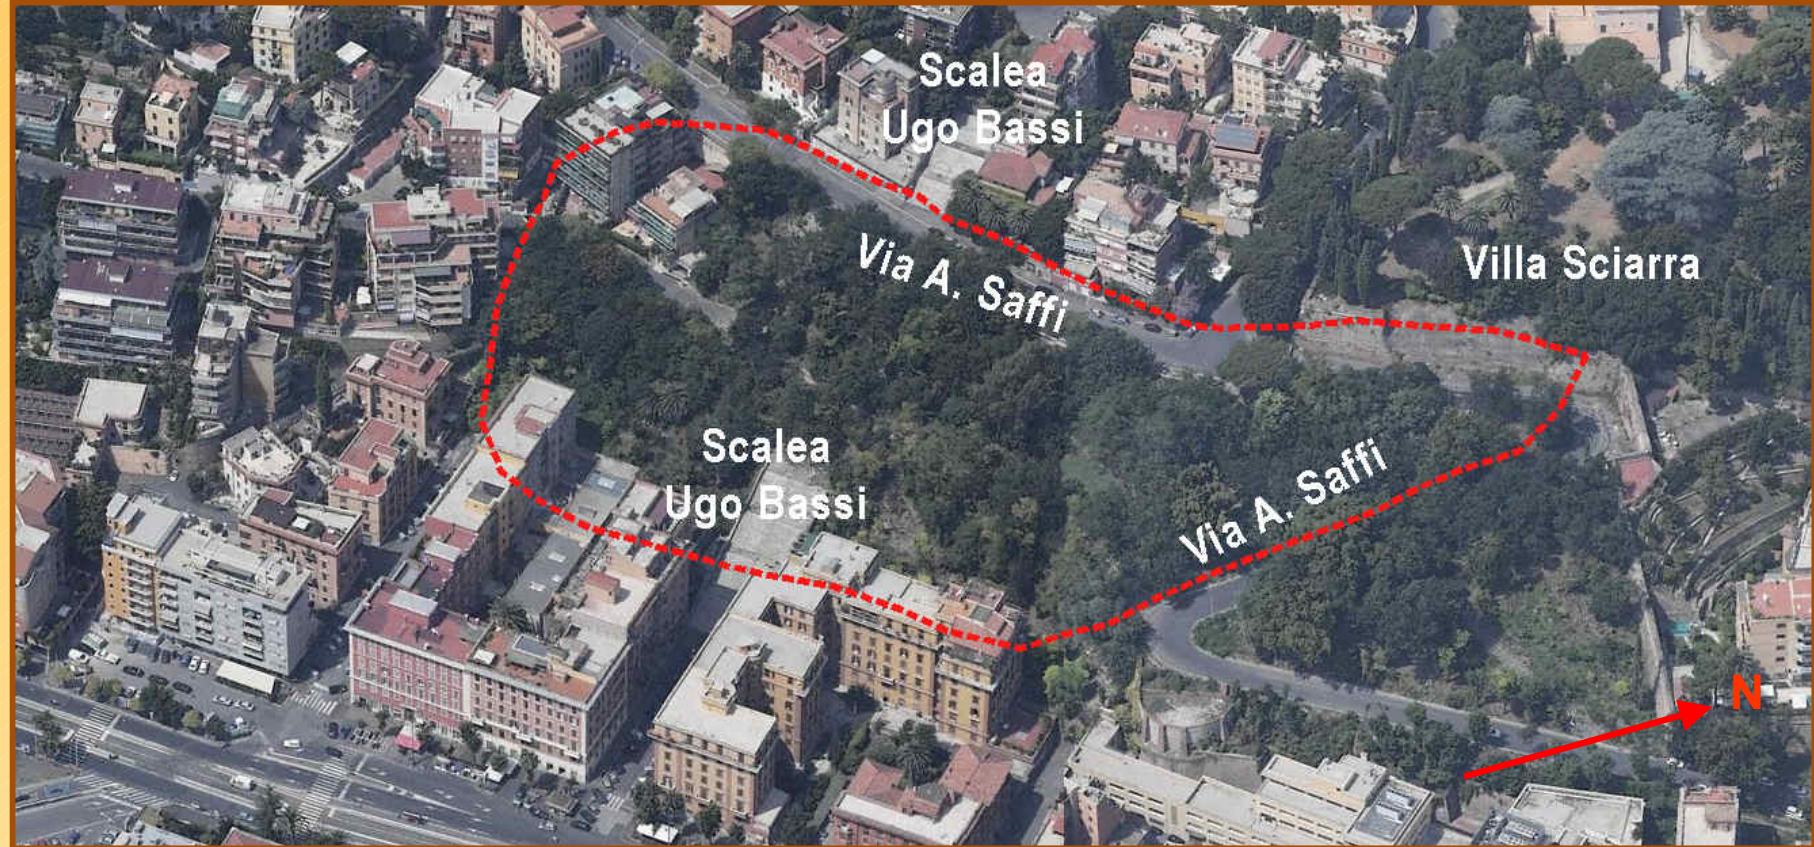 Scalea
Ugo Bassi
Via A. Saffi
Villa Sciarra
Scalea
Ugo Bassi
Via A. Saffi
N